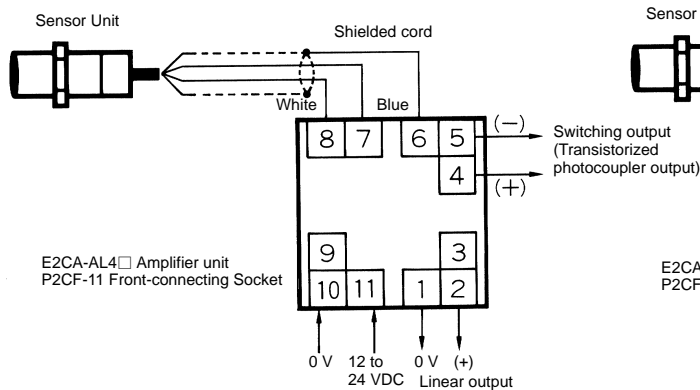 Sensor Unit
Shielded cord
Sensor
White
Blue
8 7 6 5
(−)
Switching output
(Transistorized
photocoupler output)
4
(+)
9
3
E2CA-AL4□ Amplifier unit
P2CF-11 Front-connecting Socket
10 11 1 2
E2CA
P2CF
0 V
12 to
24 VDC
0 V
(+)
Linear output